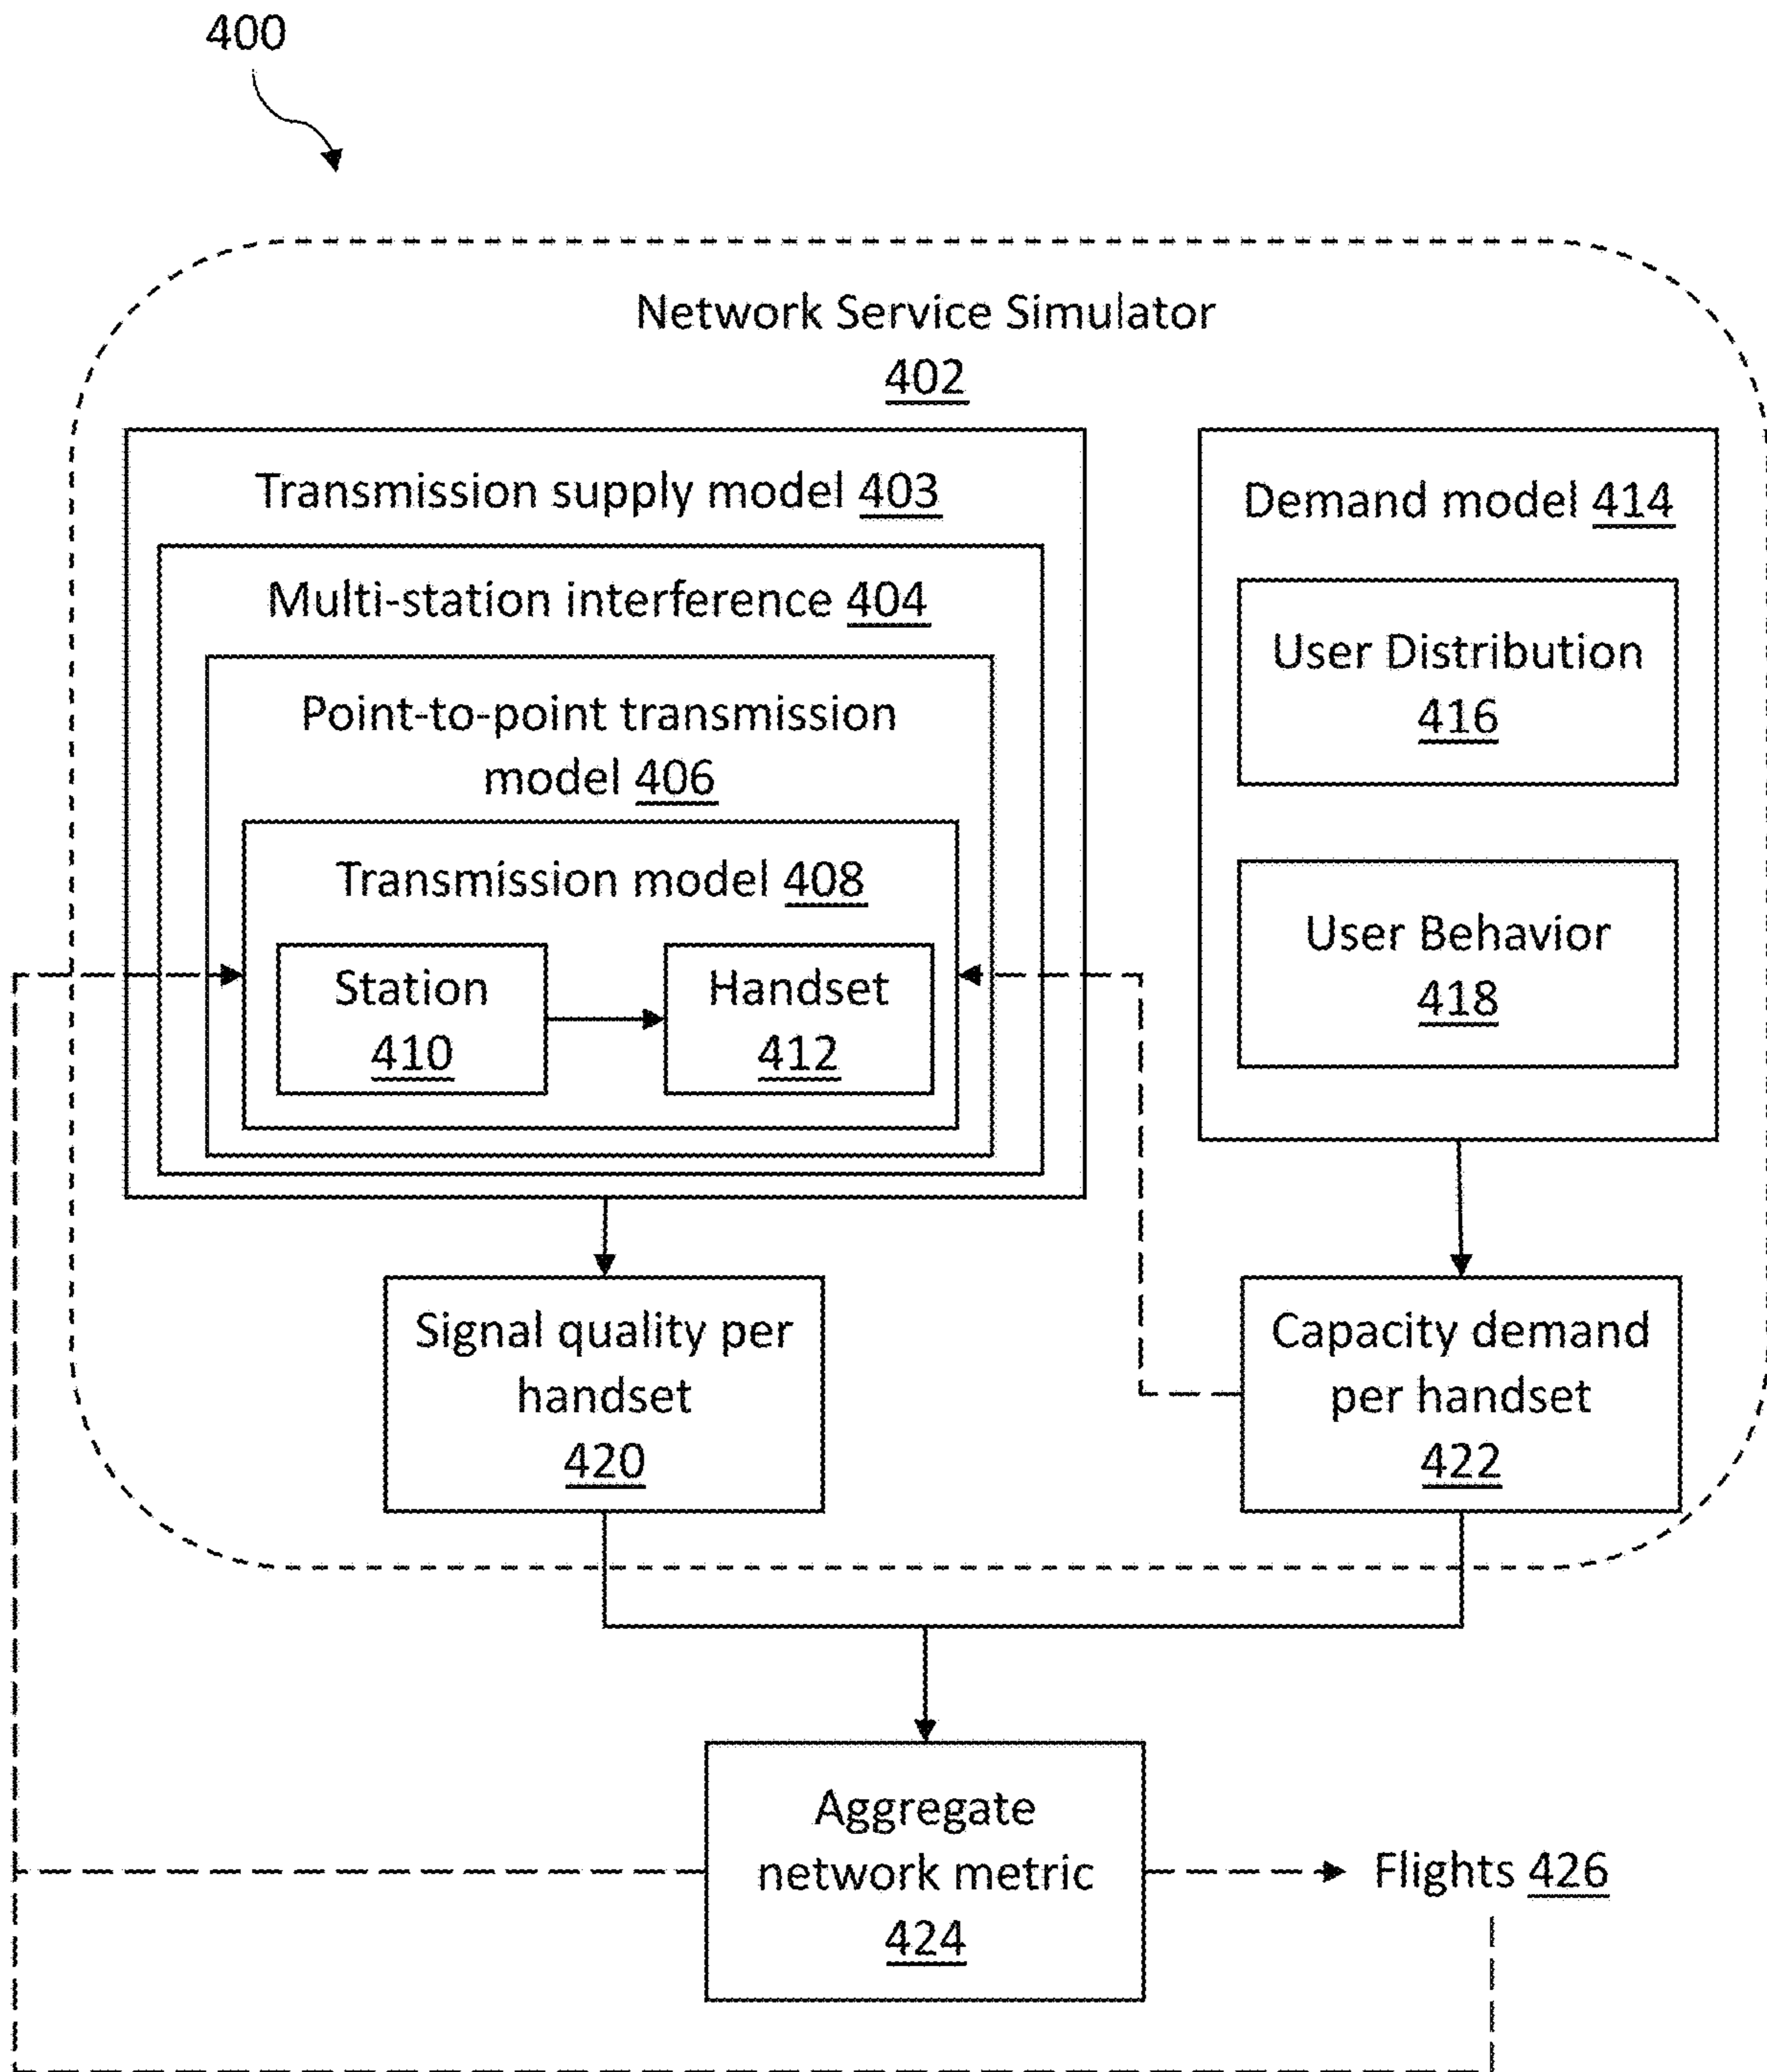 400
Network Service Simulator
402
Transmission supply model 403
Multi-station interference 404
Point-to-point transmission
model 406
Transmission model 408
Station
410
Handset
412
Demand model 414
User Distribution
416
User Behavior
418
Signal quality per
handset
420
Capacity demand
per handset
422
Aggregate
network metric
424
Flights 426